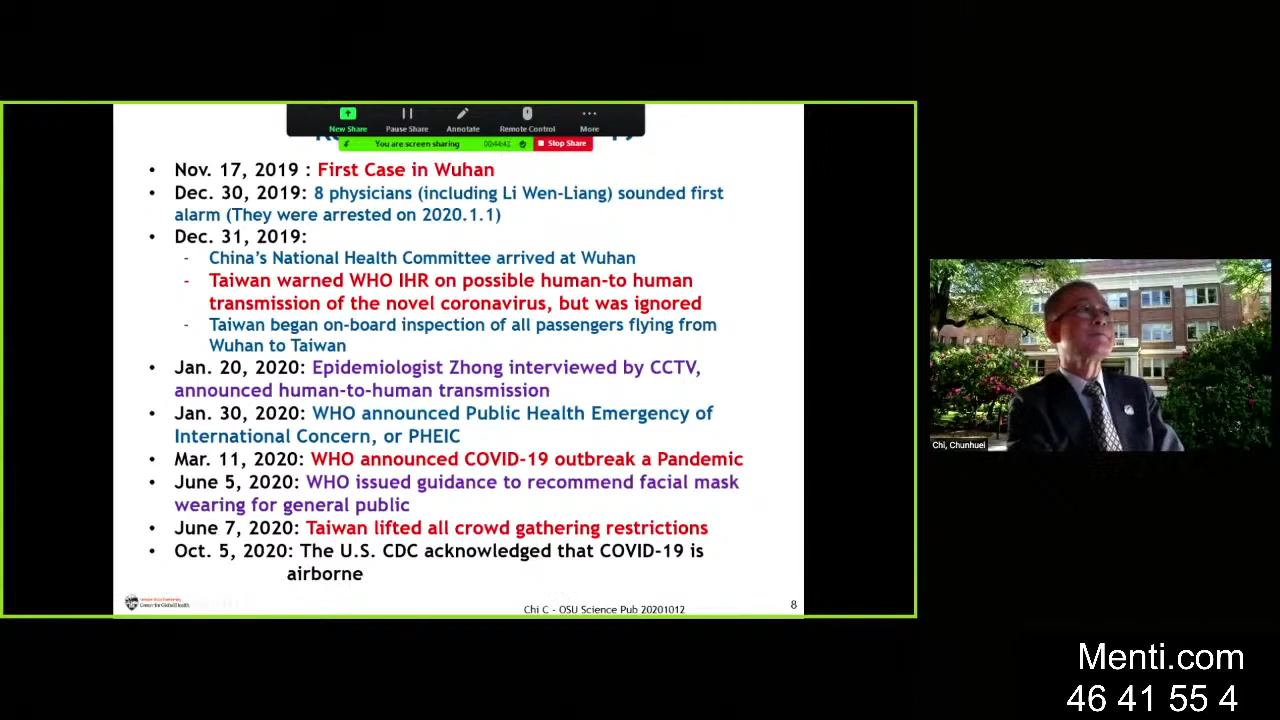 New Share
Pause Share
Annotate
Remote Control
More
You are screen sharing
00:44:42
Stop Share
• Nov. 17, 2019 : First Case in Wuhan
• Dec. 30, 2019: 8 physicians (including Li Wen-Liang) sounded first
alarm (They were arrested on 2020.1.1)
• Dec. 31, 2019:
- China's National Health Committee arrived at Wuhan
- Taiwan warned WHO IHR on possible human-to human
transmission of the novel coronavirus, but was ignored
- Taiwan began on-board inspection of all passengers flying from
Wuhan to Taiwan
• Jan. 20, 2020: Epidemiologist Zhong interviewed by CCTV,
announced human-to-human transmission
• Jan. 30, 2020: WHO announced Public Health Emergency of
International Concern, or PHEIC
• Mar. 11, 2020: WHO announced COVID-19 outbreak a Pandemic
• June 5, 2020: WHO issued guidance to recommend facial mask
wearing for general public
• June 7, 2020: Taiwan lifted all crowd gathering restrictions
• Oct. 5, 2020: The U.S. CDC acknowledged that COVID-19 is
airborne
Center for Global Health
Chi C - OSU Science Pub 20201012
8
Chi, Chunhuei
Menti.com
46 41 55 4